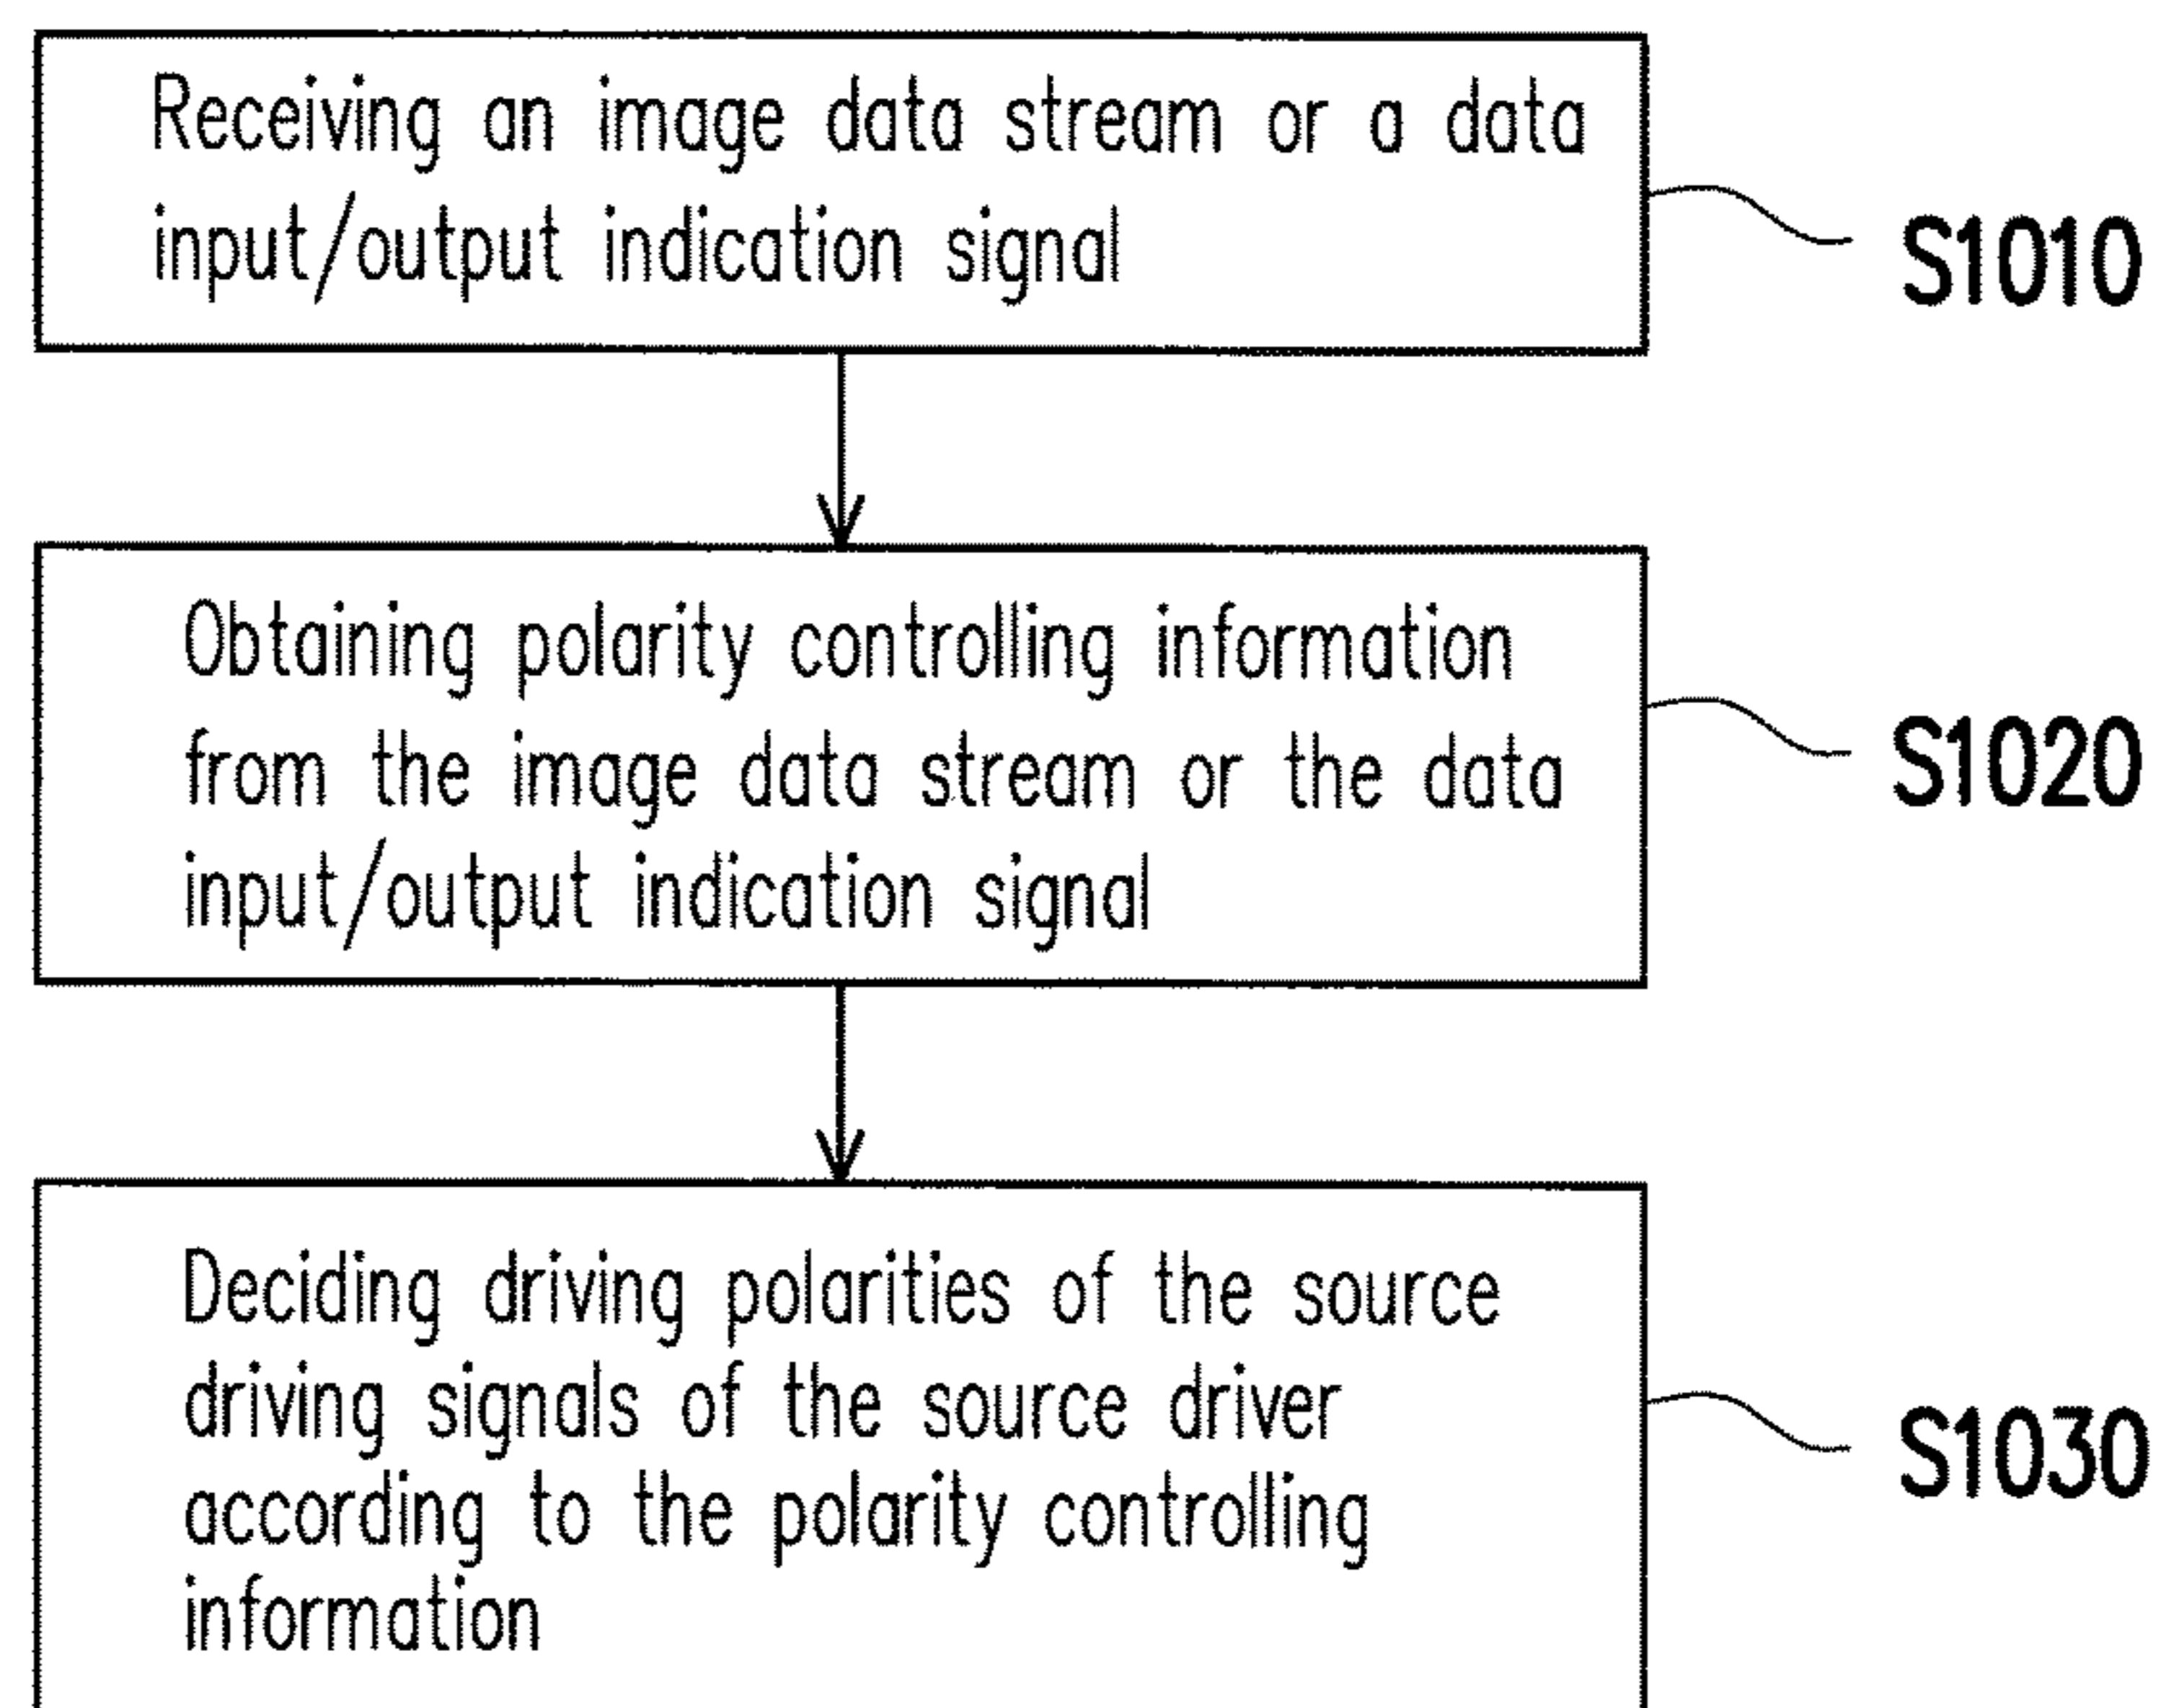 Receiving an image data stream or a data
input/output indication signal
S1010
Obtaining polarity controlling information
from the image data stream or the data
input/output indication signal
S1020
Deciding driving polarities of the source
driving signals of the source driver
according to the polarity controlling
information
S1030